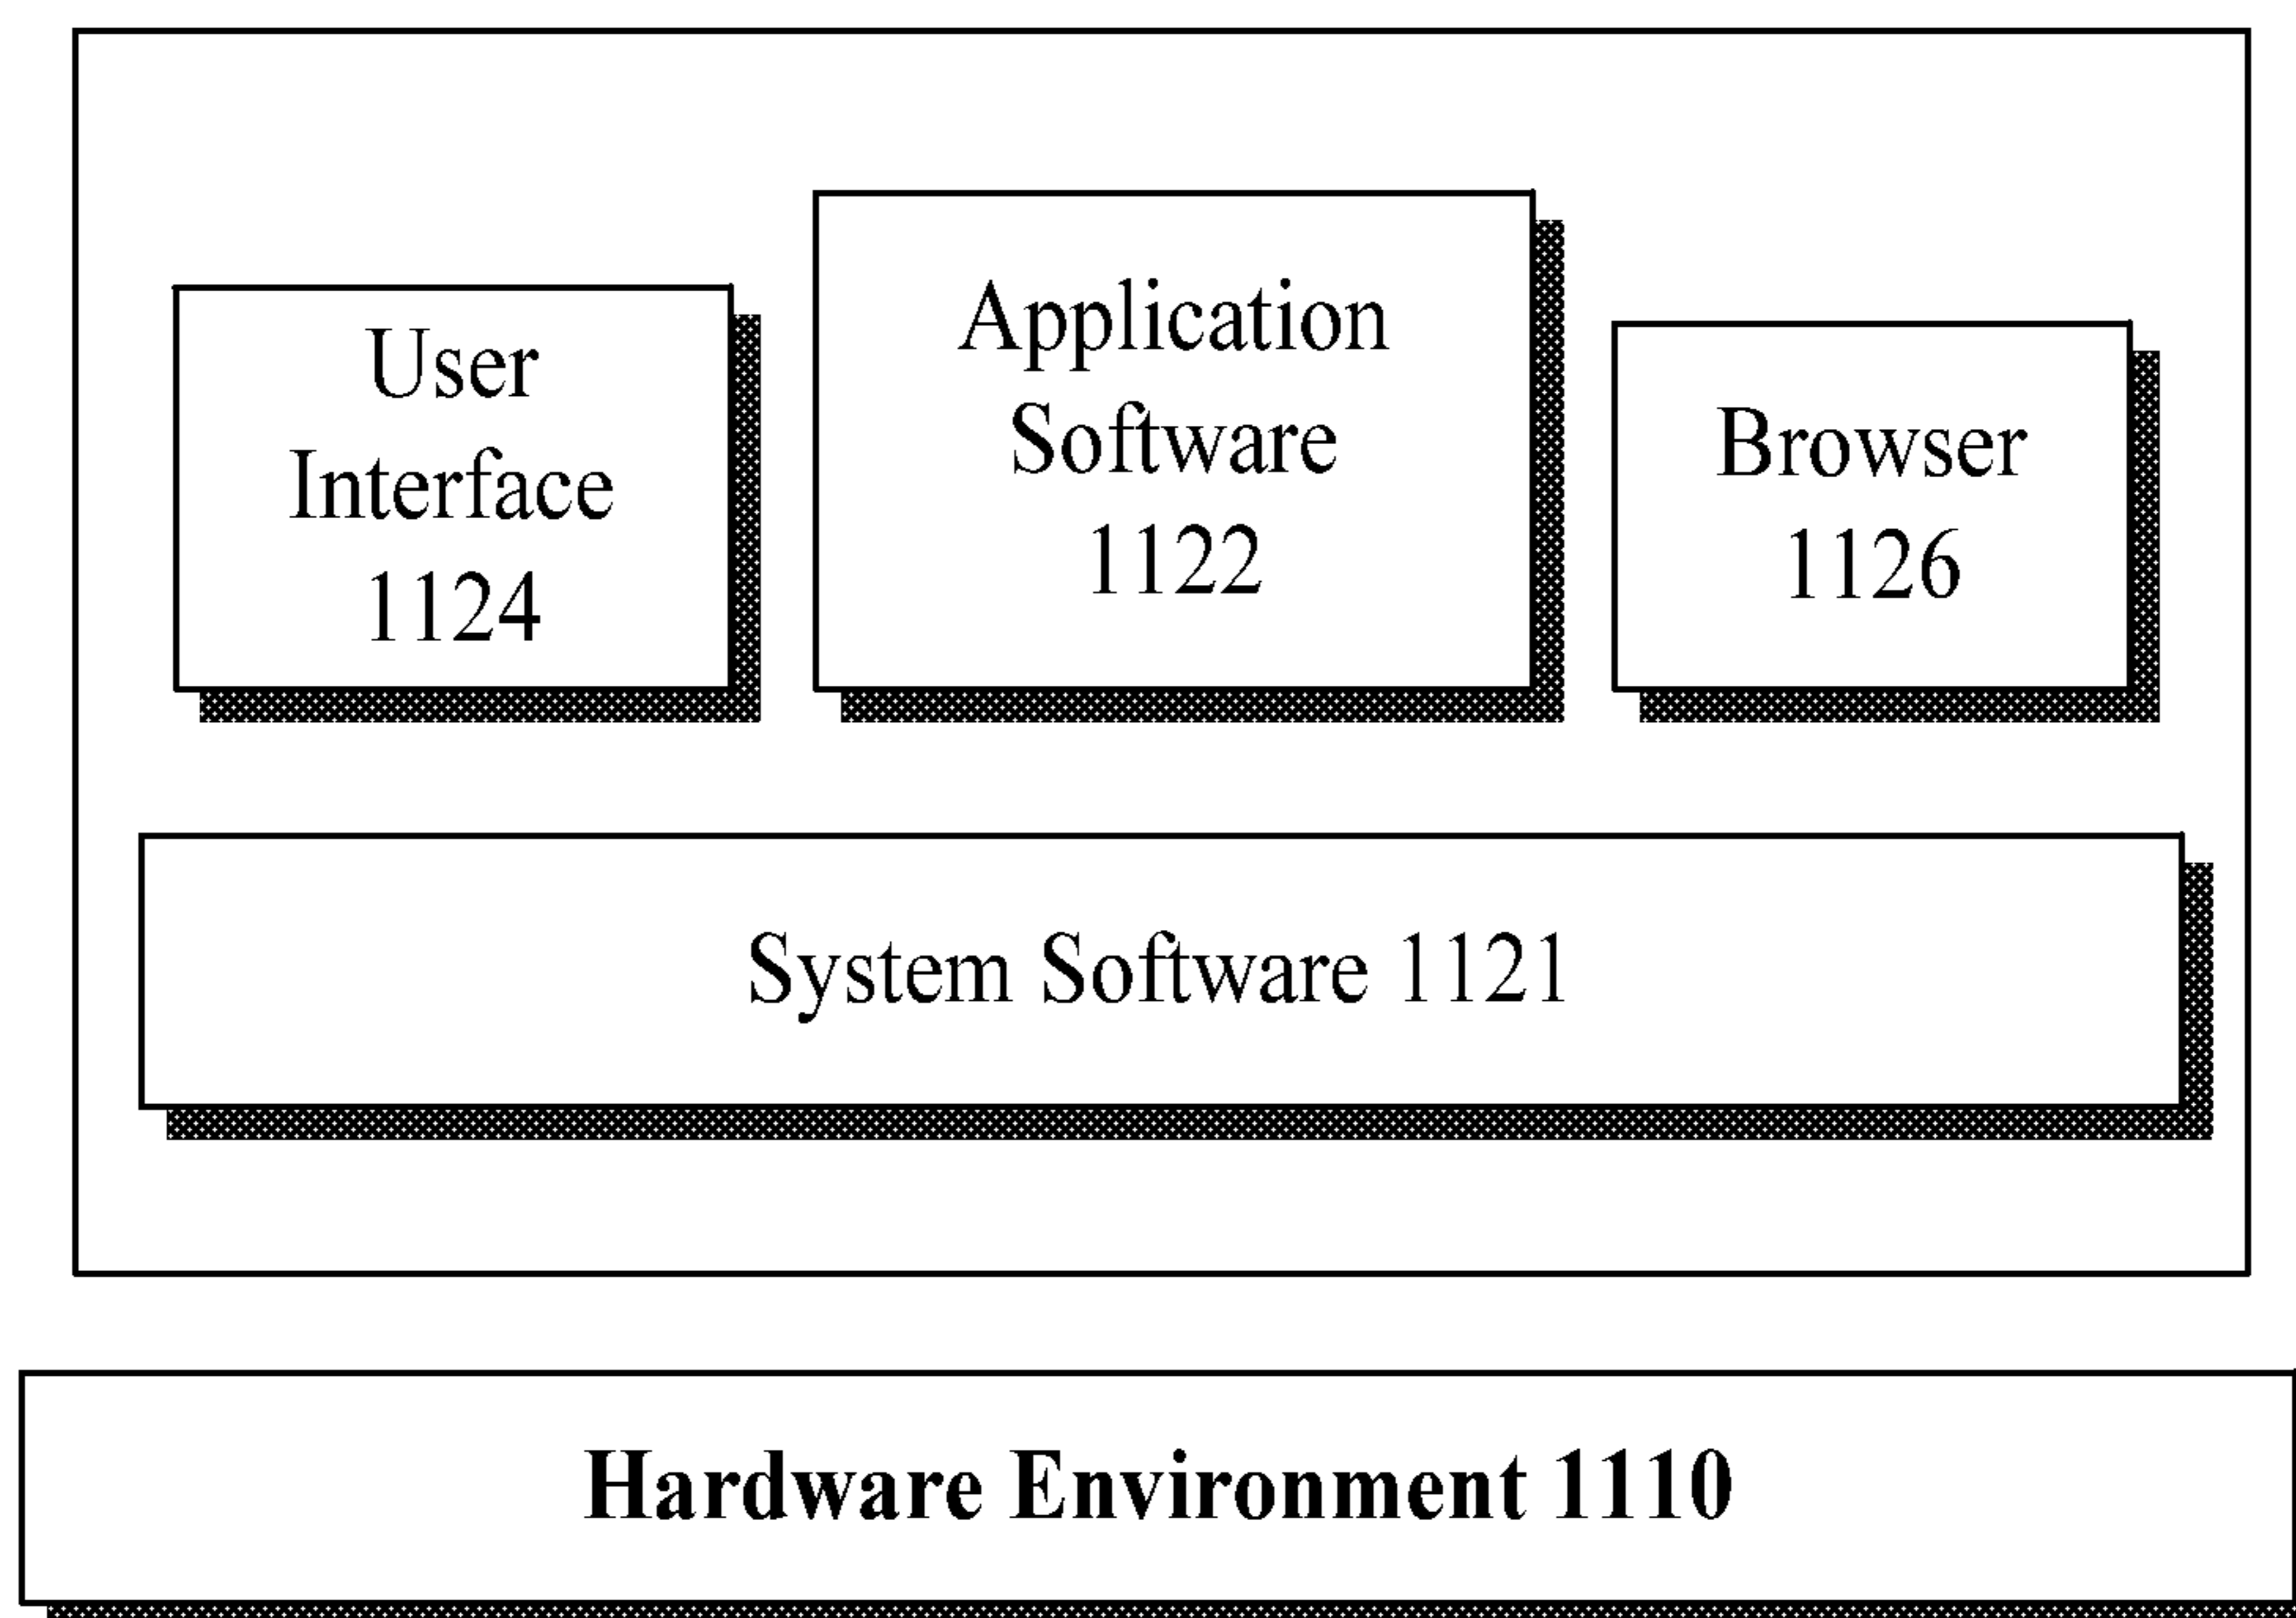 User
Interface
1124
Application
Software
1122
Browser
1126
System Software 1121
Hardware Environment 1110